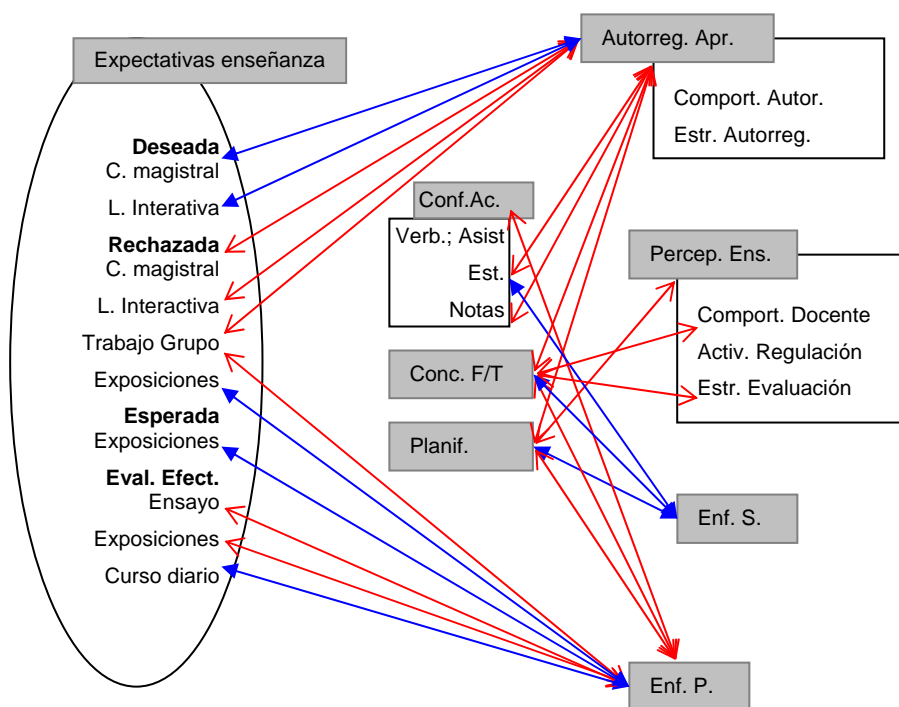 Expectativas enseñanza
Deseada
C. magistral
L. Interativa
Rechazada
C. magistral
L. Interactiva
Trabajo Grupo
Exposiciones
Esperada
Exposiciones
Eval. Efect.
Ensayo
Exposiciones
Curso diario
Autorreg. Apr.
Comport. Autor.
Estr. Autorreg.
Conf.Ac.
Verb.; Asist
Est.
Notas
Conc. F/T
Planif.
Percep. Ens.
Comport. Docente
Activ. Regulación
Estr. Evaluación
Enf. S.
Enf. P.